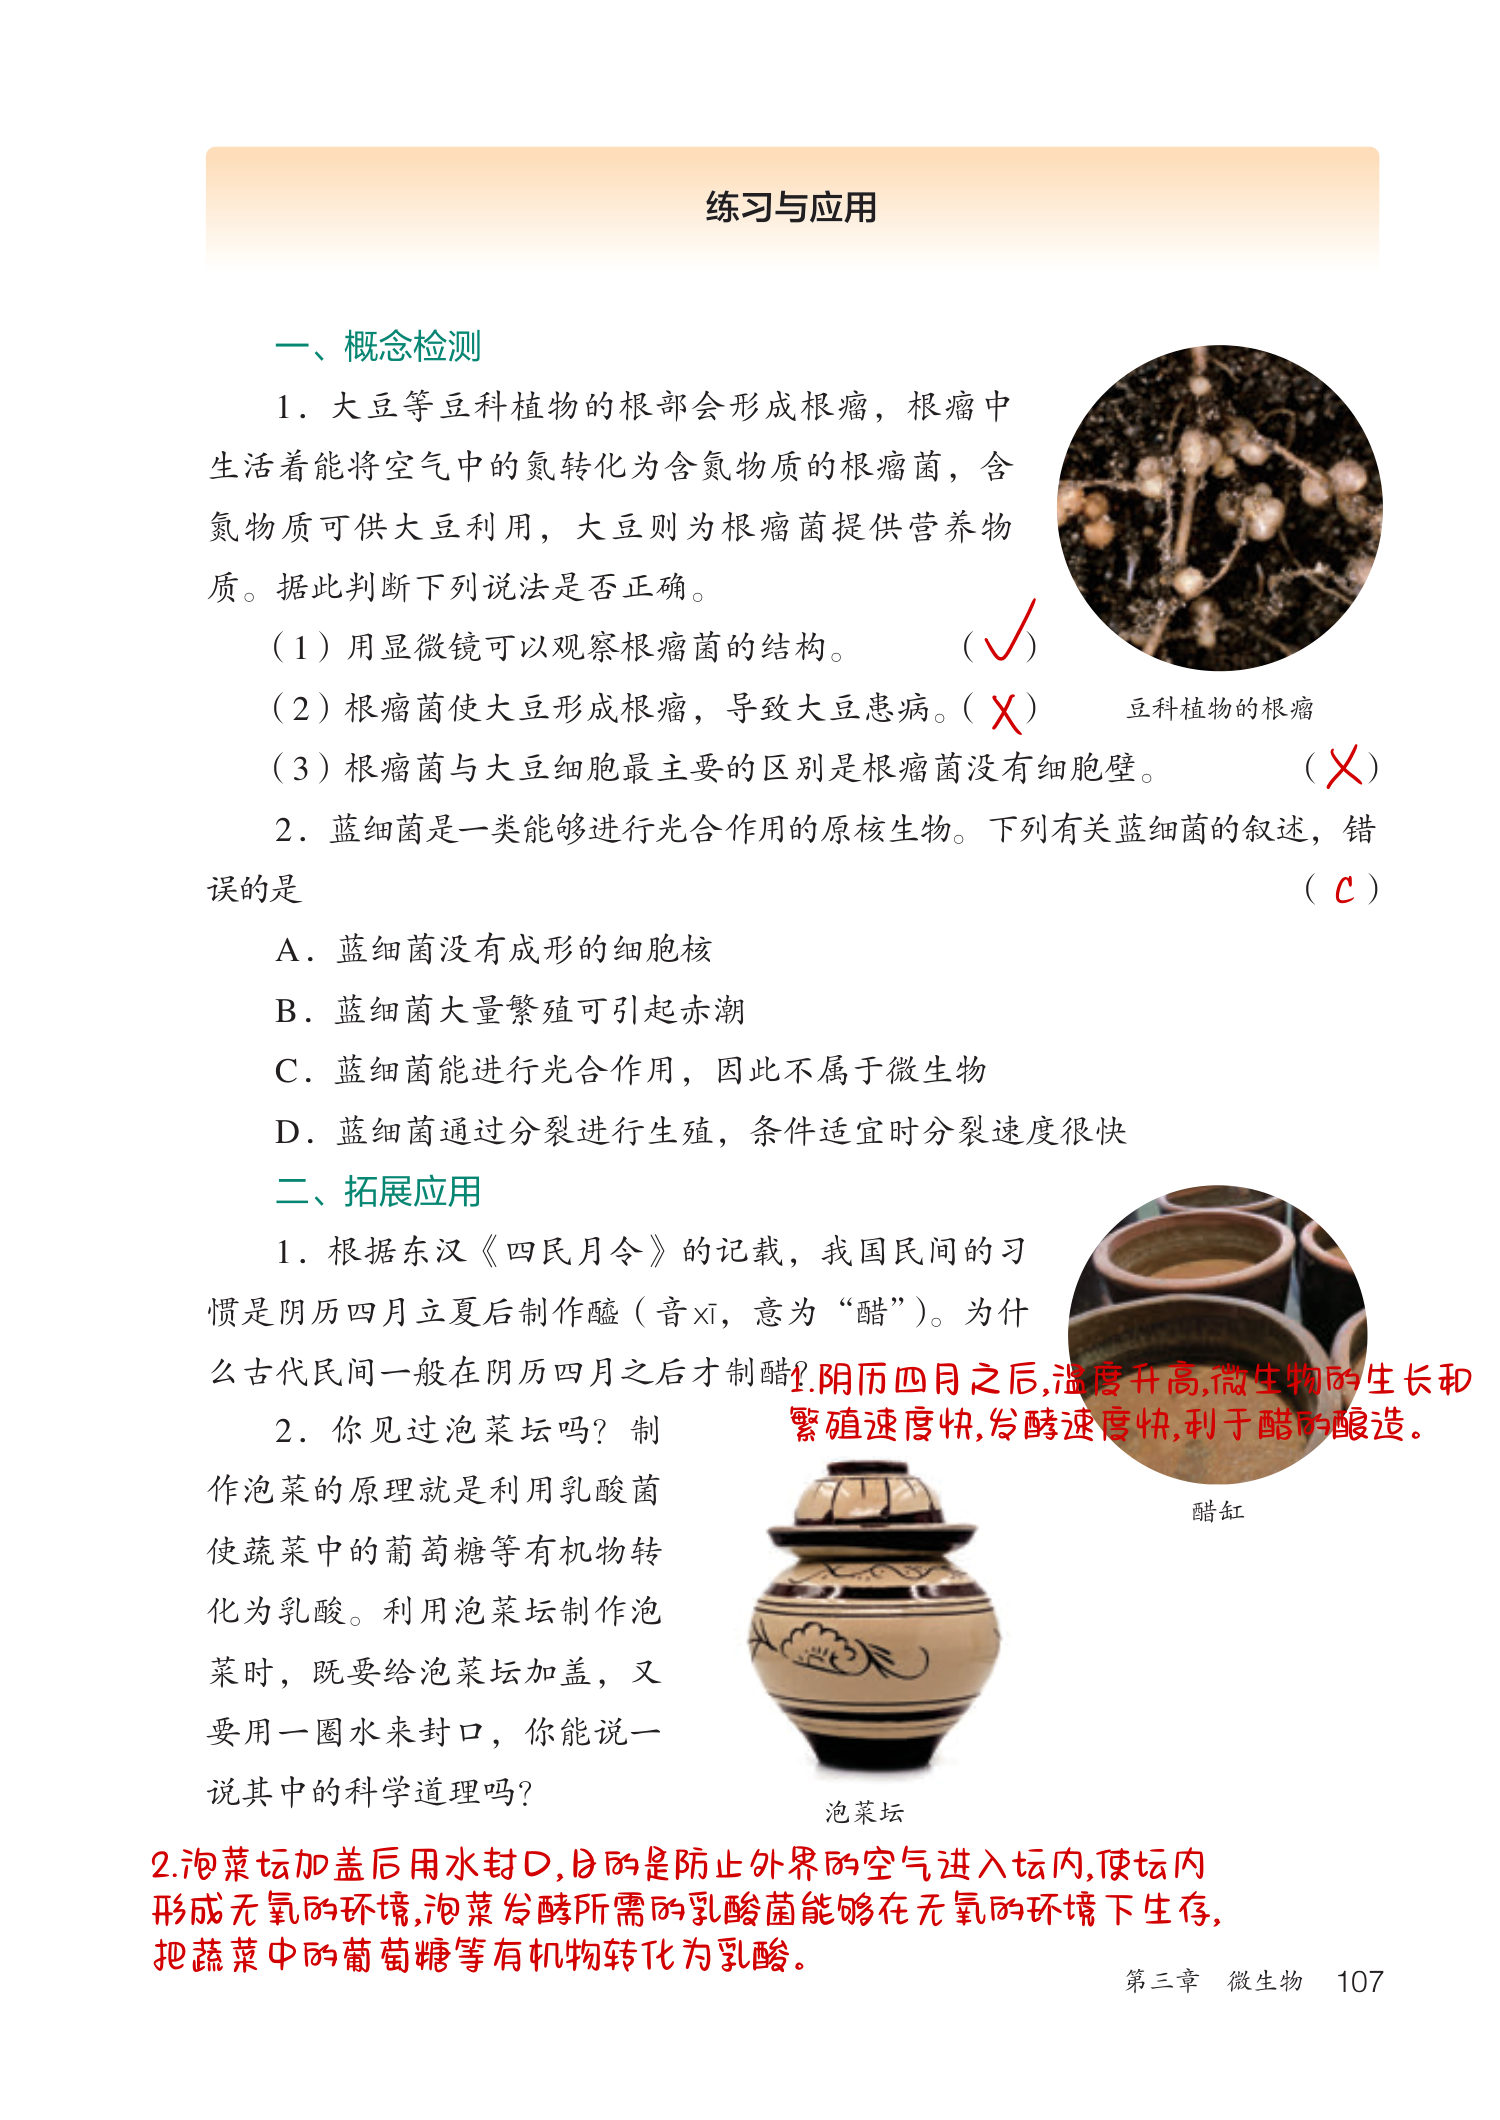 练习与应用
一、概念检测
1. 大豆等豆科植物的根部会形成根瘤，根瘤中
生活着能将空气中的氮转化为含氮物质的根瘤菌，含
氮物质可供大豆利用，大豆则为根瘤菌提供营养物
质。据此判断下列说法是否正确。
（1）用显微镜可以观察根瘤菌的结构。（✓）
（2）根瘤菌使大豆形成根瘤，导致大豆患病。（X）
豆科植物的根瘤
（3）根瘤菌与大豆细胞最主要的区别是根瘤菌没有细胞壁。（X）
2. 蓝细菌是一类能够进行光合作用的原核生物。下列有关蓝细菌的叙述，错
误的是（C）
A. 蓝细菌没有成形的细胞核
B. 蓝细菌大量繁殖可引起赤潮
C. 蓝细菌能进行光合作用，因此不属于微生物
D. 蓝细菌通过分裂进行生殖，条件适宜时分裂速度很快
二、拓展应用
1. 根据东汉《四民月令》的记载，我国民间的习
惯是阴历四月立夏后制作醯（音xī，意为“醋”）。为什
么古代民间一般在阴历四月之后才制醋？
1.阴历四月之后,温度升高,微生物的生长和
繁殖速度快,发酵速度快,利于醋的酿造。
醋缸
2. 你见过泡菜坛吗？制
作泡菜的原理就是利用乳酸菌
使蔬菜中的葡萄糖等有机物转
化为乳酸。利用泡菜坛制作泡
菜时，既要给泡菜坛加盖，又
要用一圈水来封口，你能说一
说其中的科学道理吗？
泡菜坛
2.泡菜坛加盖后用水封口,目的是防止外界的空气进入坛内,使坛内
形成无氧的环境,泡菜发酵所需的乳酸菌能够在无氧的环境下生存,
把蔬菜中的葡萄糖等有机物转化为乳酸。
第三章 微生物 107